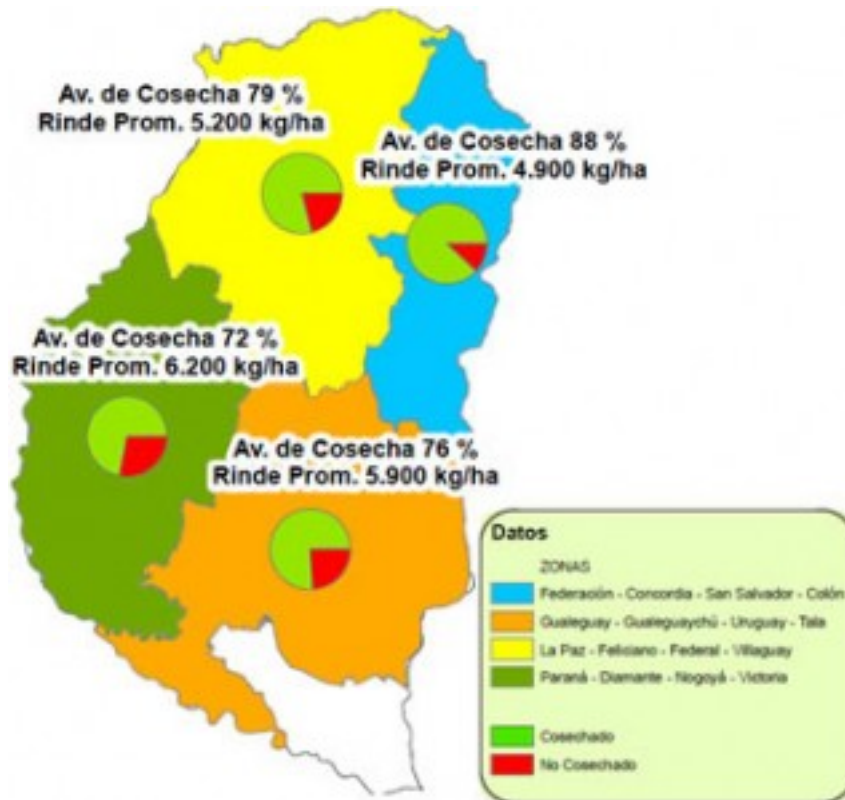 Av. de Cosecha 79 %
Rinde Prom. 5.200 kg/ha
Av. de Cosecha 88 %
Rinde Prom. 4.900 kg/ha
Av. de Cosecha 72 %
Rinde Prom. 6.200 kg/ha
Av. de Cosecha 76 %
Rinde Prom. 5.900 kg/ha
Datos
ZONAS
Federación - Concordia - San Salvador - Colón
Gualeguay - Gualeguaychú - Uruguay - Tala
La Paz - Feliciano - Federal - Villaguay
Paraná - Diamante - Nogoyá - Victoria
Cosechado
No Cosechado